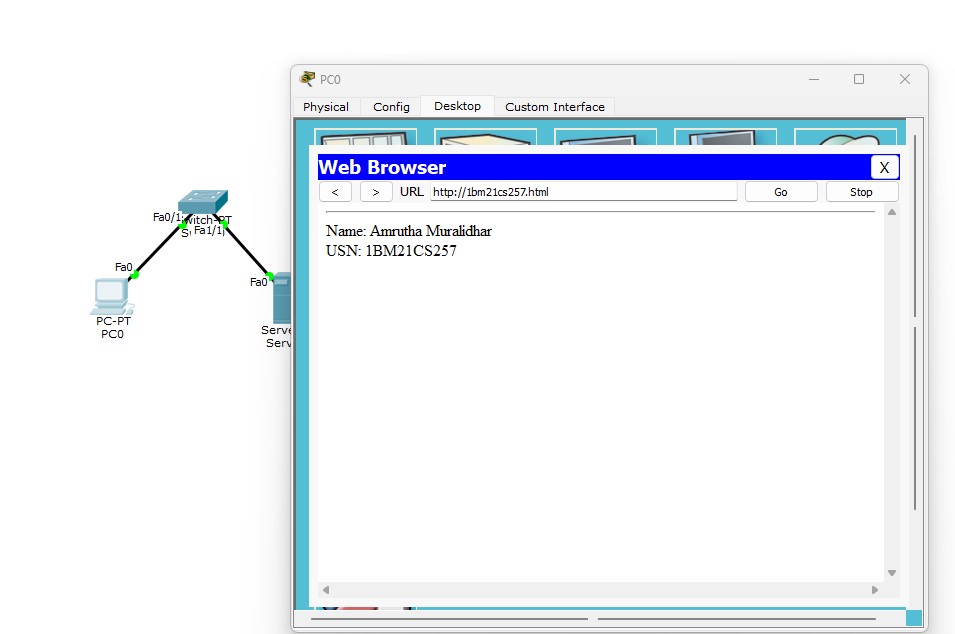 PC0
Physical Config Desktop Custom Interface
Web Browser X
< > URL http://1bm21cs257.html Go Stop
Name: Amrutha Muralidhar
USN: 1BM21CS257
Fa0/1
witch-PT
S Fa1/1
Fa0
Fa0
PC-PT
PC0
Serve
Serv